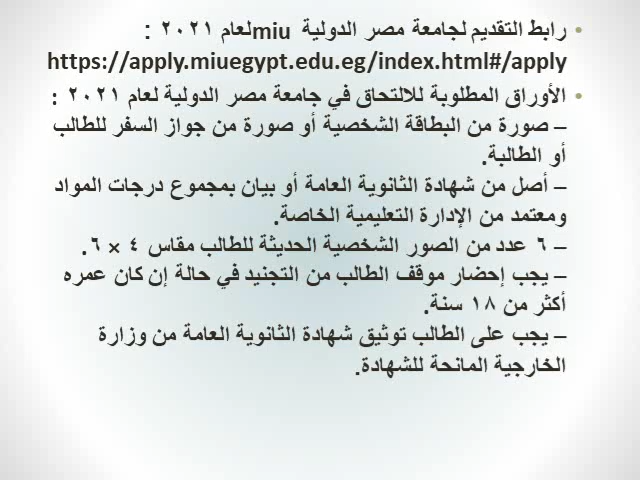 • رابط التقديم لجامعة مصر الدولية miuلعام ٢٠٢١ :
https://apply.miuegypt.edu.eg/index.html#/apply
• الأوراق المطلوبة للالتحاق في جامعة مصر الدولية لعام ٢٠٢١ :
– صورة من البطاقة الشخصية أو صورة من جواز السفر للطالب
أو الطالبة.
– أصل من شهادة الثانوية العامة أو بيان بمجموع درجات المواد
ومعتمد من الإدارة التعليمية الخاصة.
– ٦ عدد من الصور الشخصية الحديثة للطالب مقاس ٤ × ٦.
– يجب إحضار موقف الطالب من التجنيد في حالة إن كان عمره
أكثر من ١٨ سنة.
– يجب على الطالب توثيق شهادة الثانوية العامة من وزارة
الخارجية المانحة للشهادة.